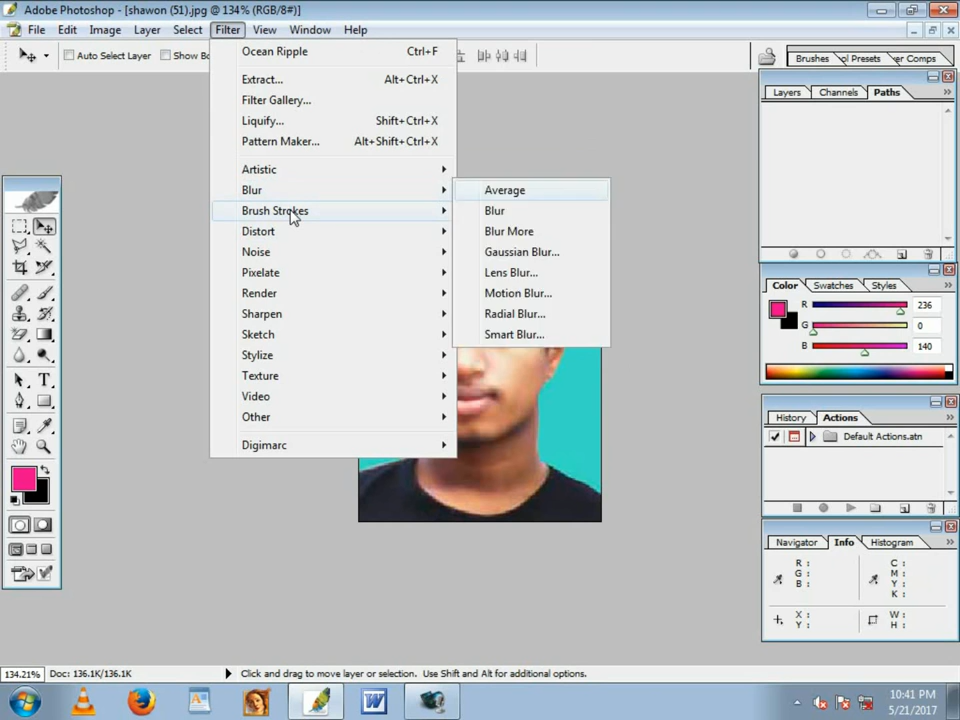 Adobe Photoshop - [shawon (51).jpg @ 134% (RGB/8#)]
File Edit Image Layer Select Filter View Window Help
Auto Select Layer
Brushes ol Presets er Comps
Ocean Ripple Ctrl+F
Extract... Alt+Ctrl+X
Filter Gallery...
Liquify... Shift+Ctrl+X
Pattern Maker... Alt+Shift+Ctrl+X
Artistic
Blur
Brush Strokes
Distort
Noise
Pixelate
Render
Sharpen
Sketch
Stylize
Texture
Video
Other
Digimarc
Average
Blur
Blur More
Gaussian Blur...
Lens Blur...
Motion Blur...
Radial Blur...
Smart Blur...
Layers Channels Paths
Color Swatches Styles
R 236
G 0
B 140
History Actions
Default Actions.atn
Navigator Info Histogram
R : C :
G : M :
B : Y :
K :
X : W :
Y : H :
134.21% Doc: 136.1K/136.1K Click and drag to move layer or selection. Use Shift and Alt for additional options.
10:41 PM
5/21/2017